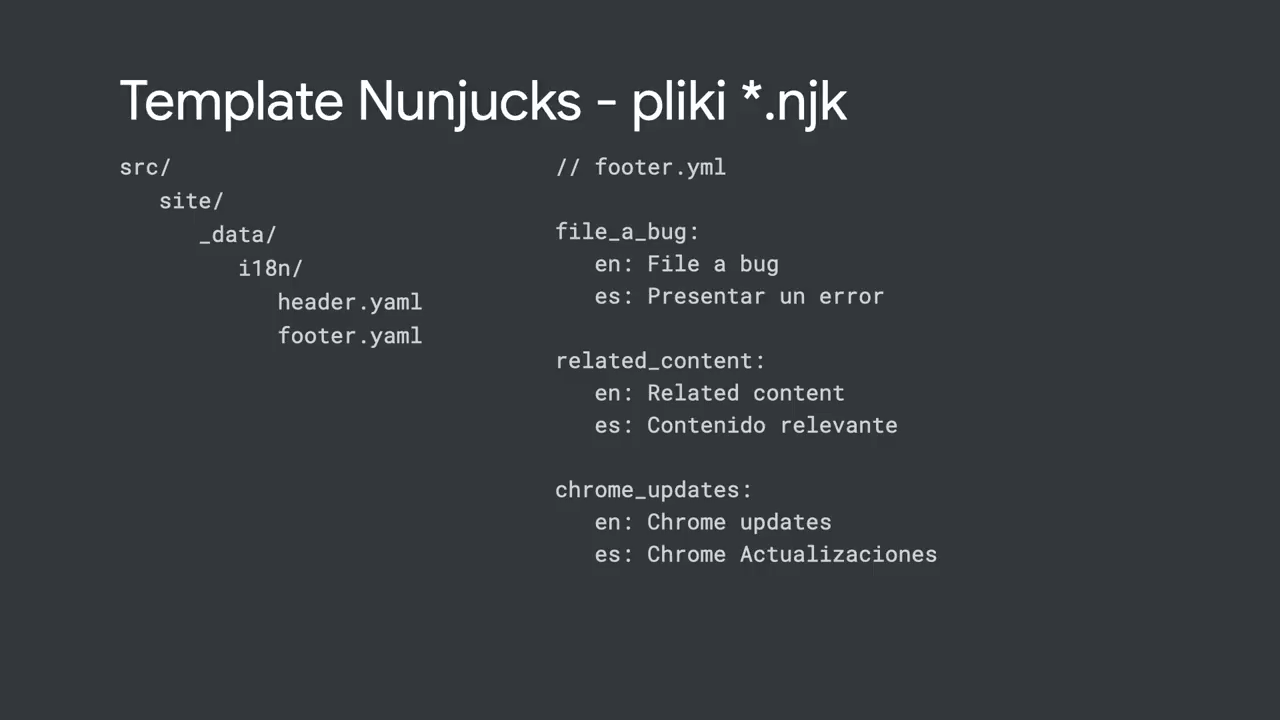 Template Nunjucks - pliki *.njk
src/
site/
_data/
i18n/
header.yaml
footer.yaml
// footer.yml
file_a_bug:
en: File a bug
es: Presentar un error
related_content:
en: Related content
es: Contenido relevante
chrome_updates:
en: Chrome updates
es: Chrome Actualizaciones